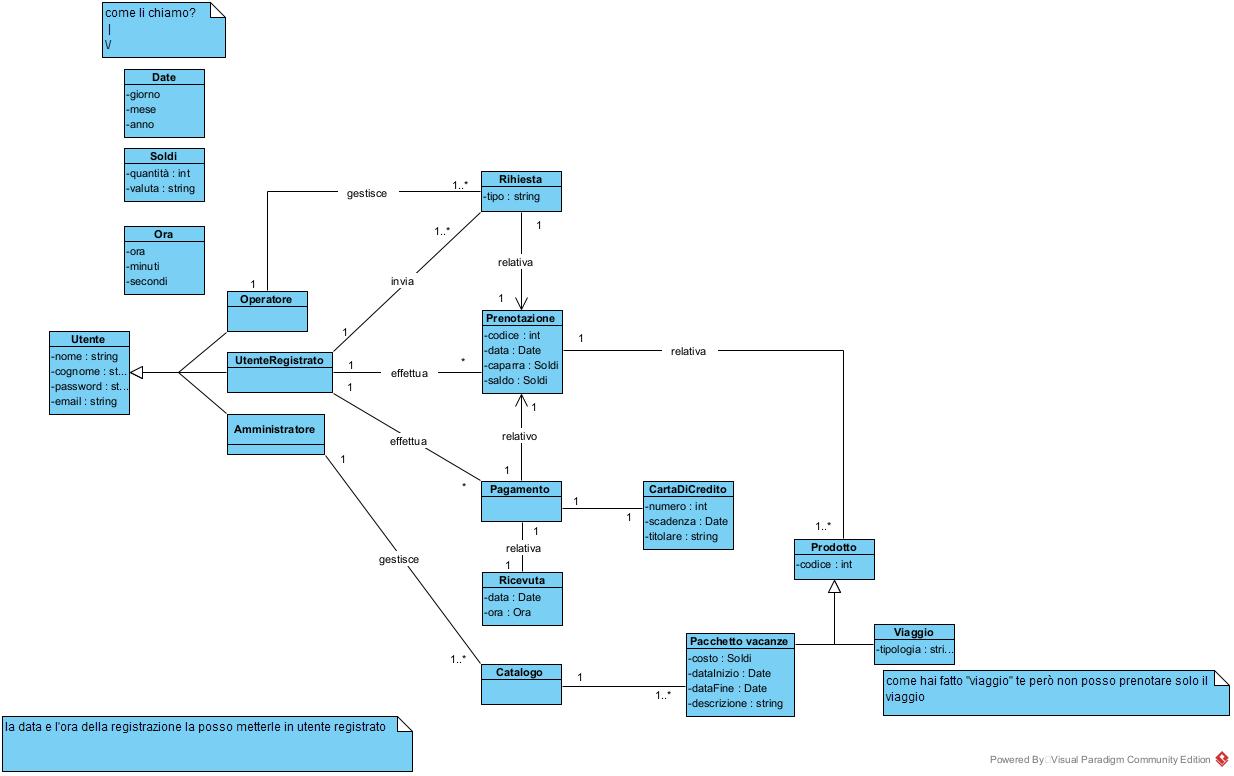 come li chiamo?
|
V
Date
-giorno
-mese
-anno
Soldi
-quantità : int
-valuta : string
Ora
-ora
-minuti
-secondi
Rihiesta
-tipo : string
gestisce
1..*
1
1..*
invia
1
1
relativa
1
Operatore
Utente
-nome : string
-cognome : st...
-password : st...
-email : string
UtenteRegistrato
Amministratore
Prenotazione
-codice : int
-data : Date
-caparra : Soldi
-saldo : Soldi
1
effettua
*
1
relativa
1..*
1
effettua
*
1
relativo
1
Pagamento
1
1
CartaDiCredito
-numero : int
-scadenza : Date
-titolare : string
1
relativa
1
Ricevuta
-data : Date
-ora : Ora
1
gestisce
1..*
Catalogo
1
1..*
Prodotto
-codice : int
Pacchetto vacanze
-costo : Soldi
-dataInizio : Date
-dataFine : Date
-descrizione : string
Viaggio
-tipologia : stri...
come hai fatto "viaggio" te però non posso prenotare solo il
viaggio
la data e l'ora della registrazione la posso metterle in utente registrato
Powered By Visual Paradigm Community Edition